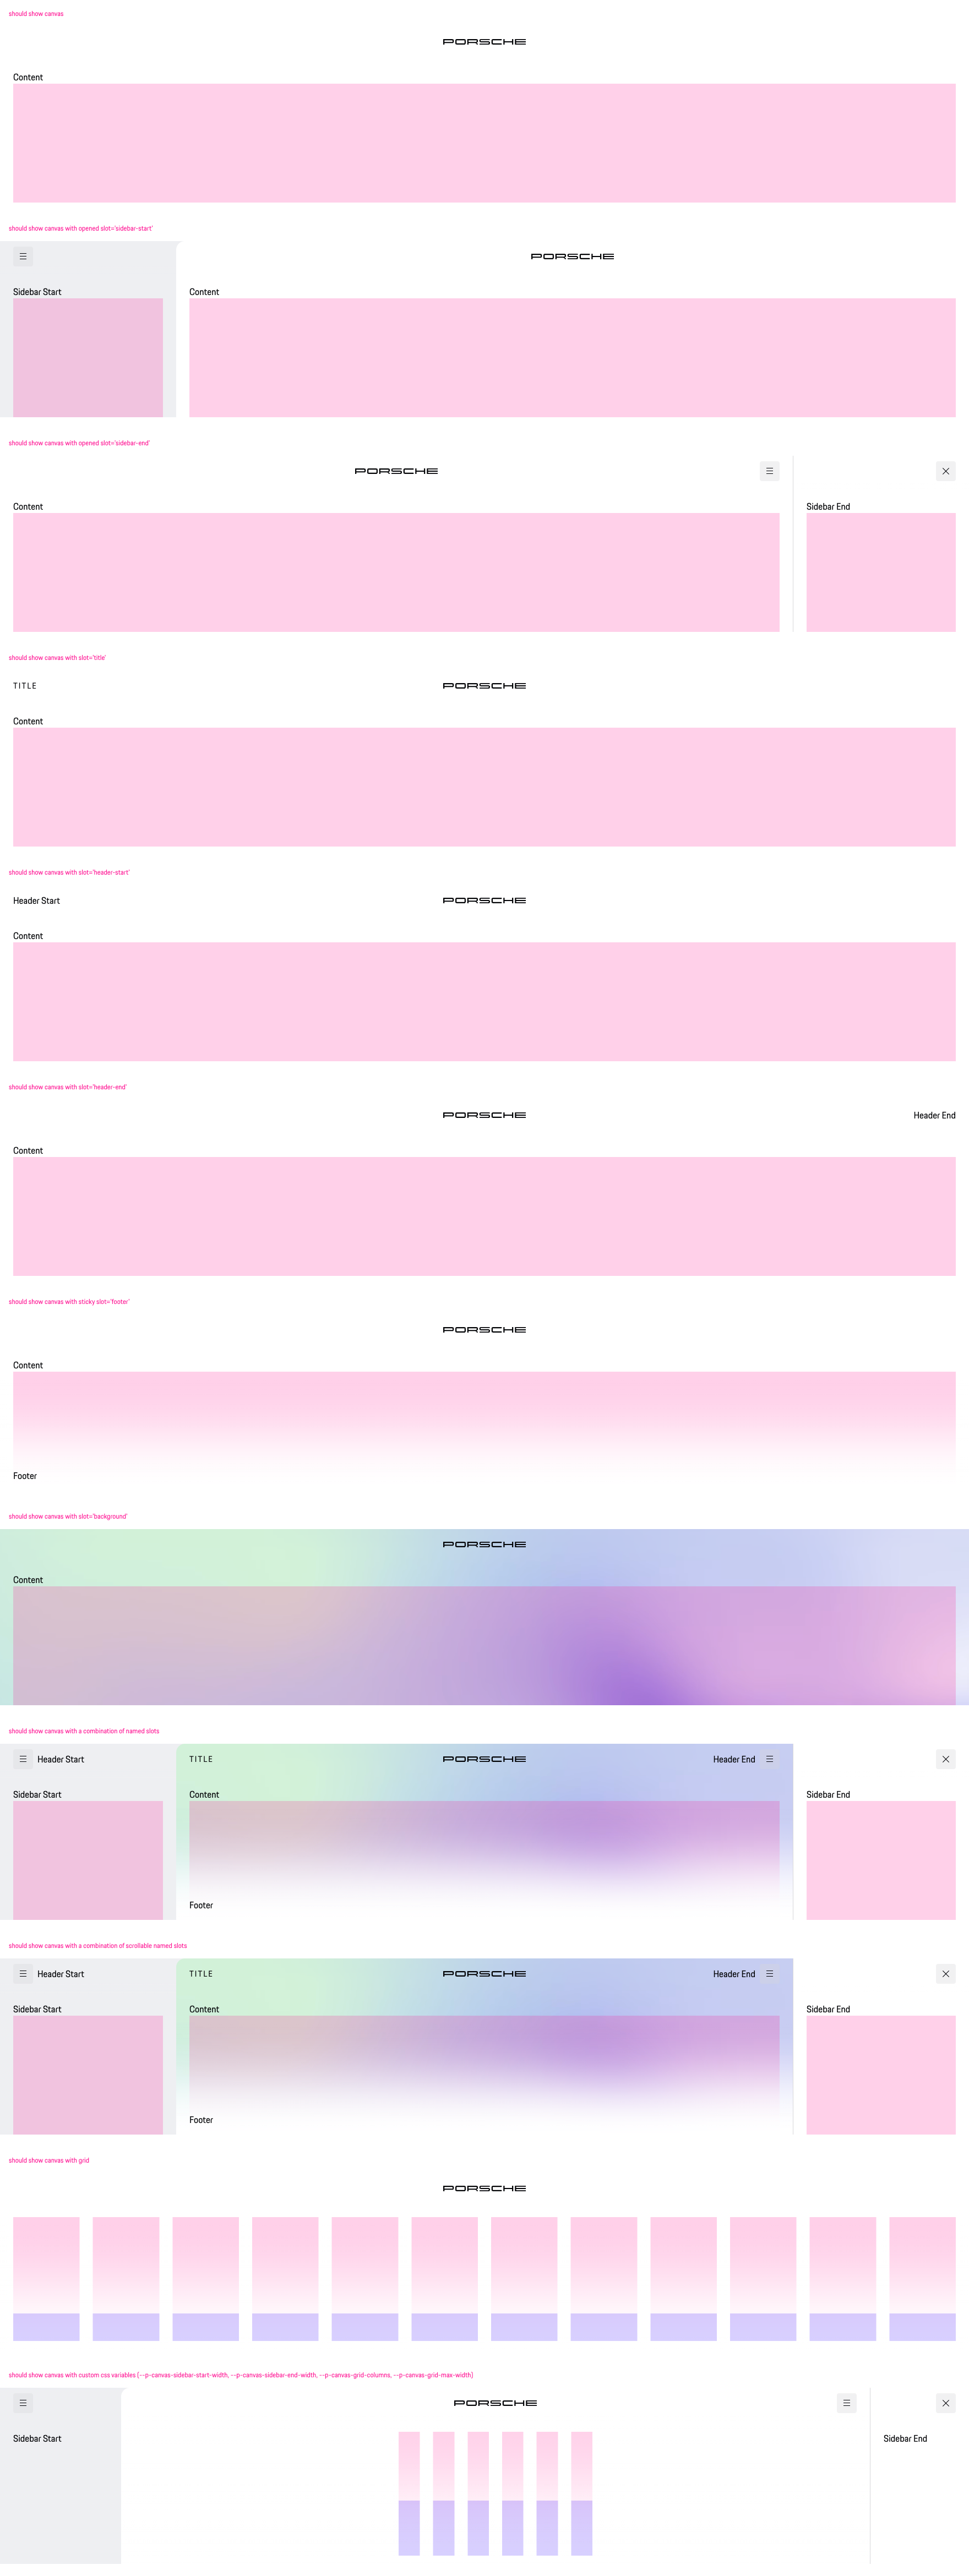 should show canvas
PORSCHE
Content
should show canvas with opened slot='sidebar-start'
PORSCHE
Sidebar Start
Content
should show canvas with opened slot='sidebar-end'
PORSCHE
Content
Sidebar End
should show canvas with slot='title'
TITLE
PORSCHE
Content
should show canvas with slot='header-start'
Header Start
PORSCHE
Content
should show canvas with slot='header-end'
PORSCHE
Header End
Content
should show canvas with sticky slot='footer'
PORSCHE
Content
Footer
should show canvas with slot='background'
PORSCHE
Content
should show canvas with a combination of named slots
Header Start
TITLE
PORSCHE
Header End
Sidebar Start
Content
Sidebar End
Footer
should show canvas with a combination of scrollable named slots
Header Start
TITLE
PORSCHE
Header End
Sidebar Start
Content
Sidebar End
Footer
should show canvas with grid
PORSCHE
should show canvas with custom css variables (--p-canvas-sidebar-start-width, --p-canvas-sidebar-end-width, --p-canvas-grid-columns, --p-canvas-grid-max-width)
PORSCHE
Sidebar Start
Sidebar End